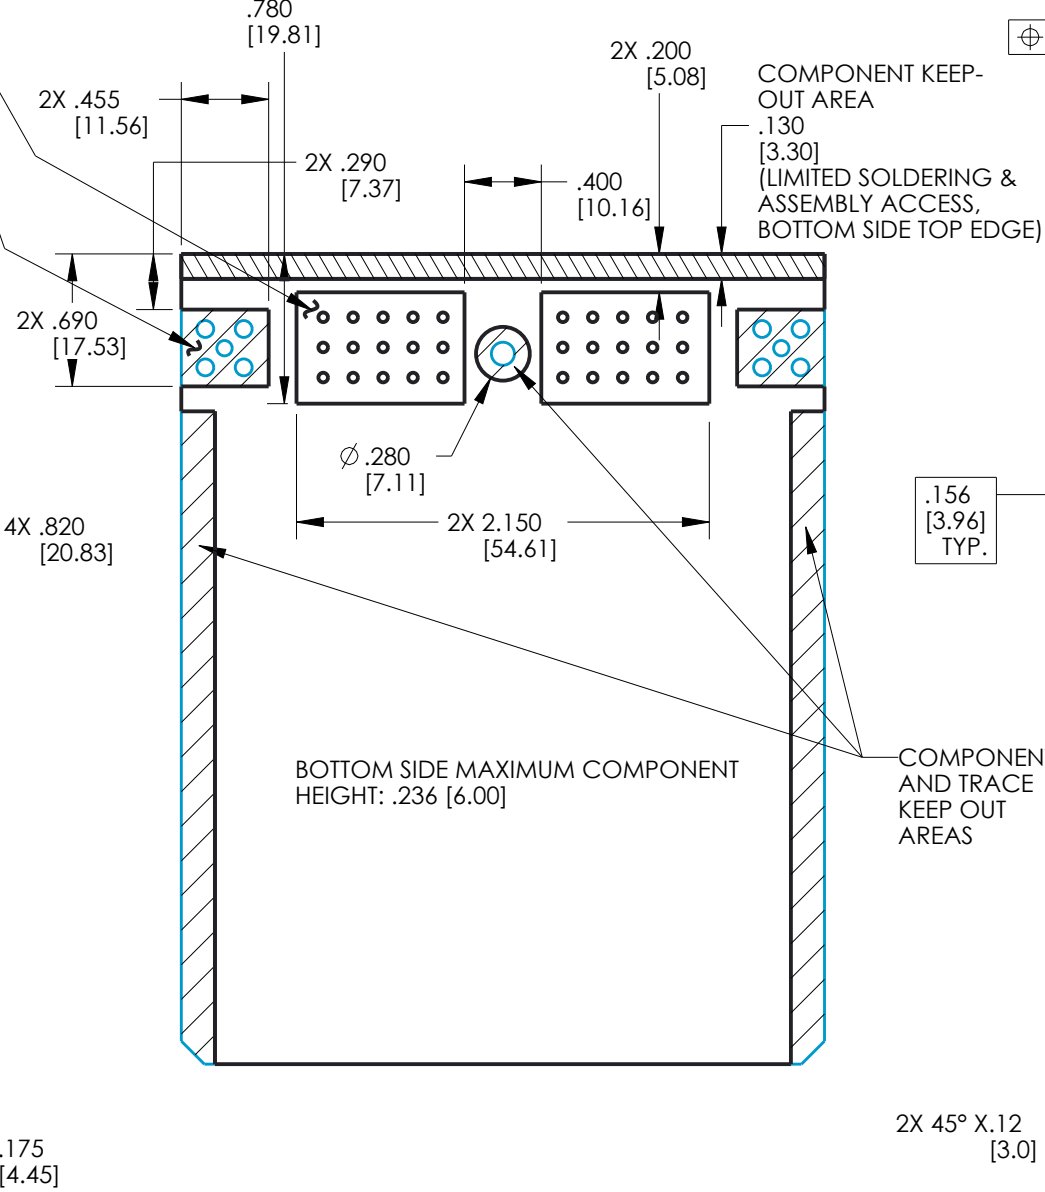 .780
[19.81]
2X .200
[5.08]
COMPONENT KEEP-
OUT AREA
.130
[3.30]
(LIMITED SOLDERING &
ASSEMBLY ACCESS,
BOTTOM SIDE TOP EDGE)
2X .455
[11.56]
2X .290
[7.37]
.400
[10.16]
2X .690
[17.53]
⌀ .280
[7.11]
2X 2.150
[54.61]
.156
[3.96]
TYP.
4X .820
[20.83]
BOTTOM SIDE MAXIMUM COMPONENT
HEIGHT: .236 [6.00]
COMPONEN
AND TRACE
KEEP OUT
AREAS
2X 45° X.12
[3.0]
.175
[4.45]